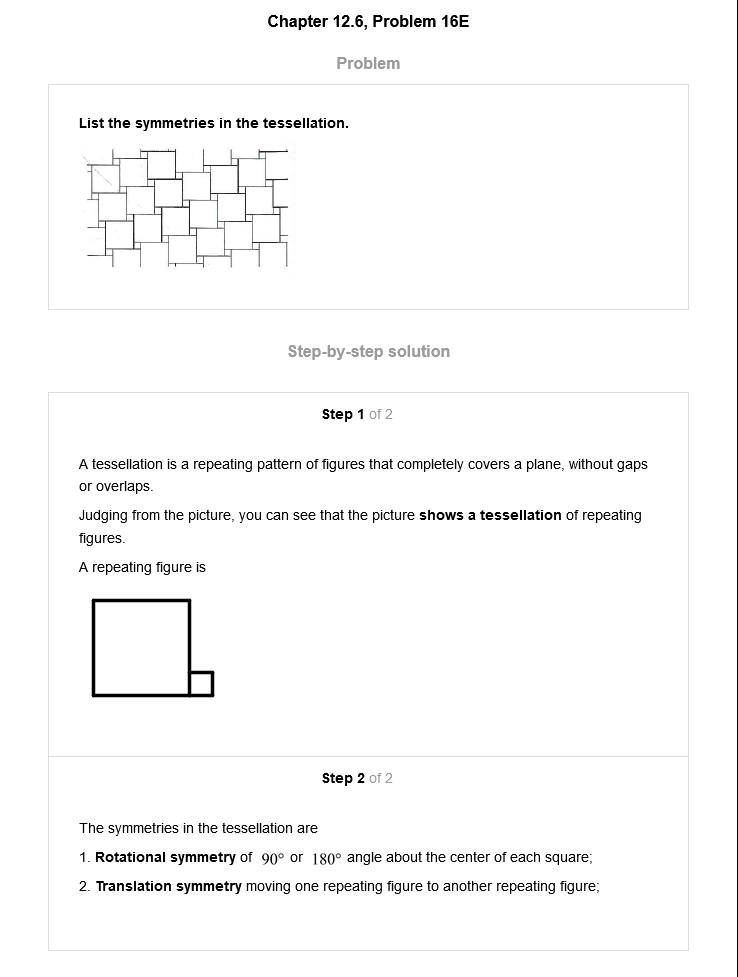 Chapter 12.6, Problem 16E
Problem
List the symmetries in the tessellation.
Step-by-step solution
Step 1 of 2
A tessellation is a repeating pattern of figures that completely covers a plane, without gaps
or overlaps.
Judging from the picture, you can see that the picture shows a tessellation of repeating
figures.
A repeating figure is
Step 2 of 2
The symmetries in the tessellation are
1. Rotational symmetry of 90° or 180° angle about the center of each square;
2. Translation symmetry moving one repeating figure to another repeating figure;